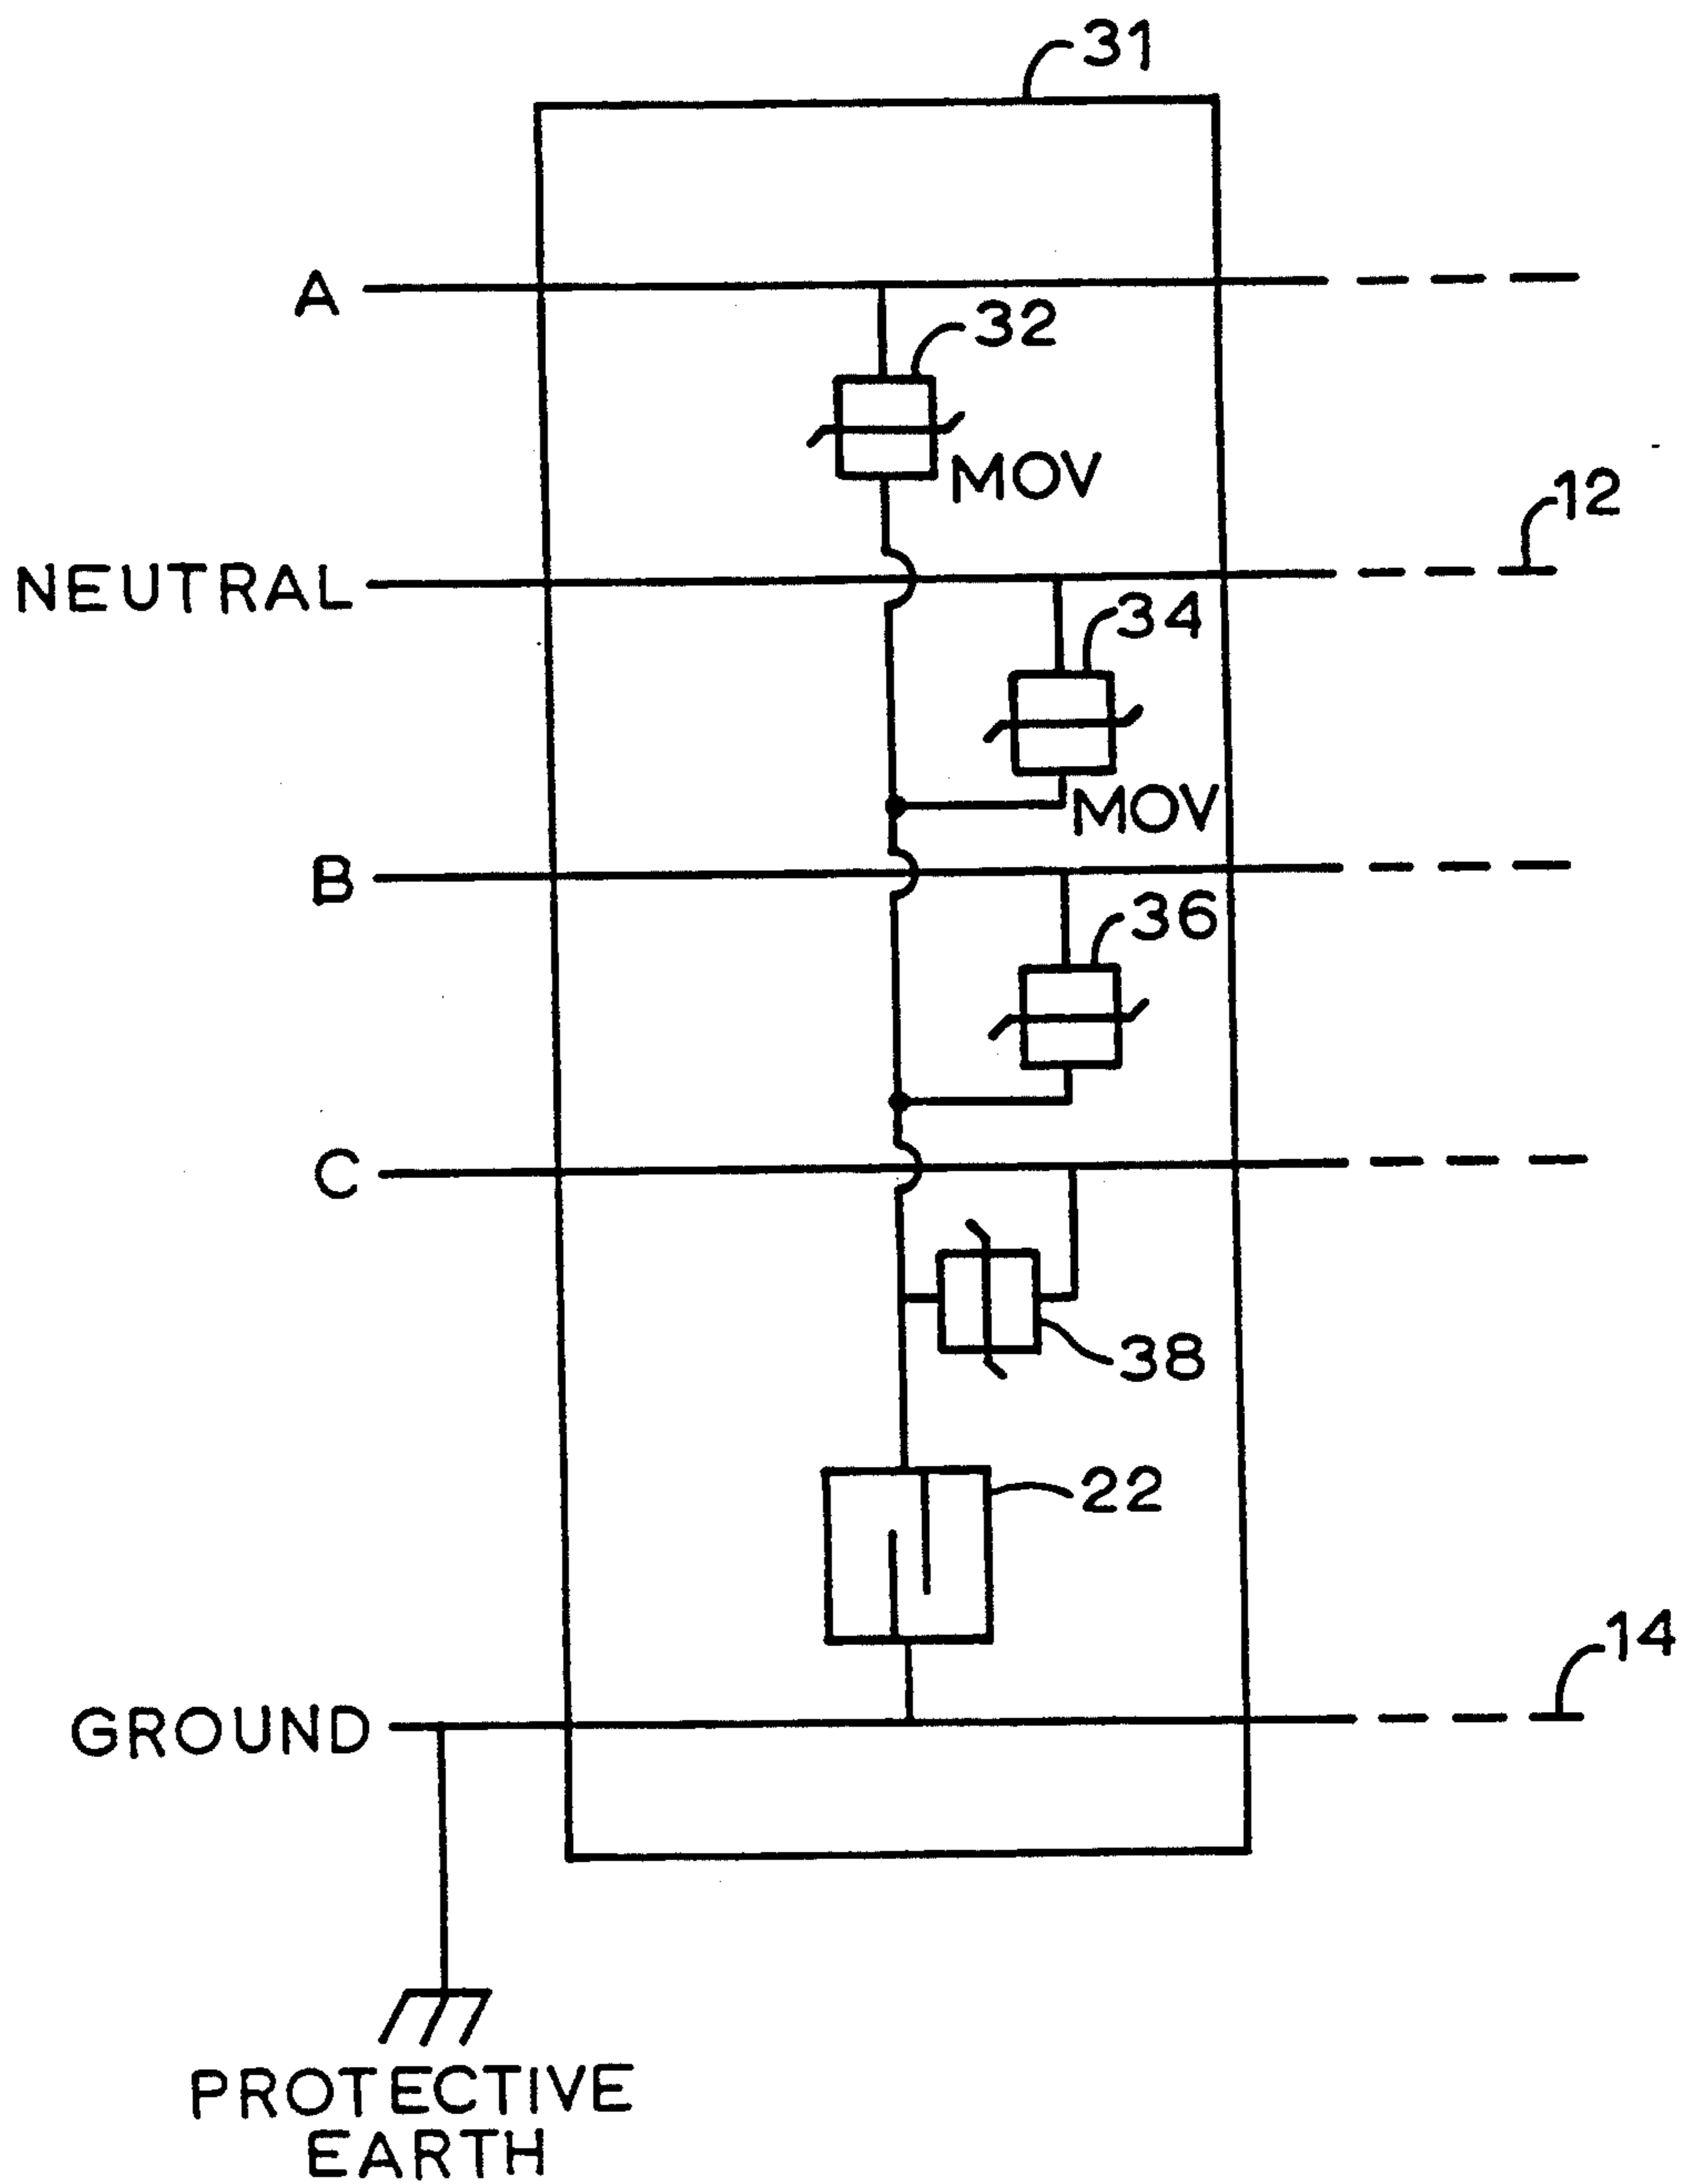 31
A
32
MOV
12
NEUTRAL
34
MOV
B
36
C
38
22
14
GROUND
PROTECTIVE
EARTH